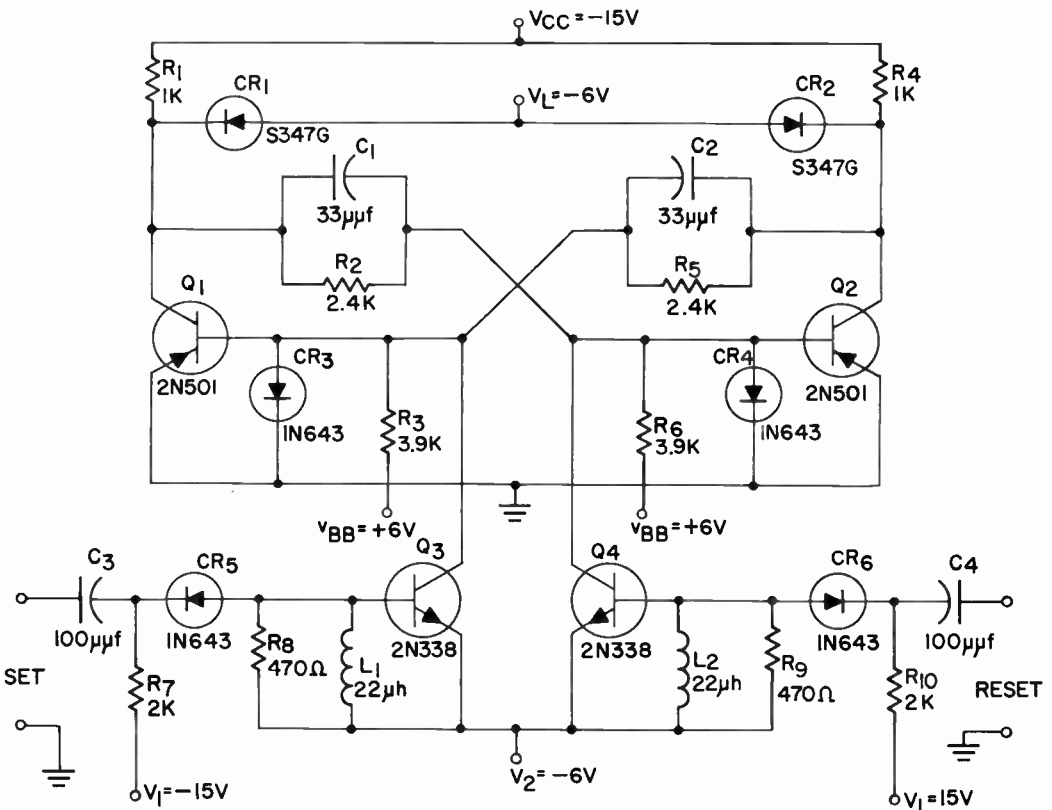 VCC=-15V
R1
1K
CR1
S347G
VL=-6V
CR2
S347G
R4
1K
C1
33µµf
R2
2.4K
C2
33µµf
R5
2.4K
Q1
2N501
CR3
1N643
R3
3.9K
VBB=+6V
R6
3.9K
VBB=+6V
CR4
1N643
Q2
2N501
C3
100µµf
SET
CR5
1N643
R7
2K
V1=-15V
R8
470Ω
L1
22µh
Q3
2N338
Q4
2N338
V2=-6V
L2
22µh
R9
470Ω
CR6
1N643
C4
100µµf
R10
2K
RESET
V1=15V